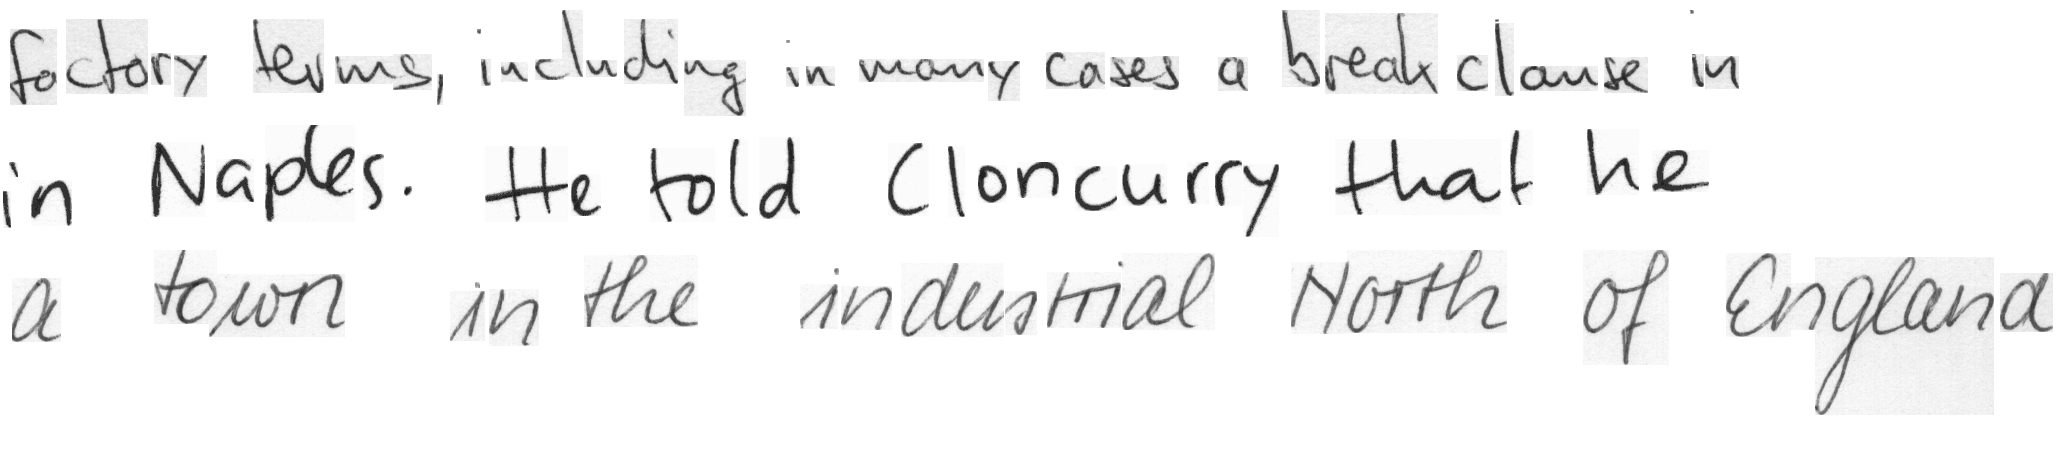 factory terms, including in many cases a break clause in
in Naples. He told Cloncurry that he
a town in the industrial North of England